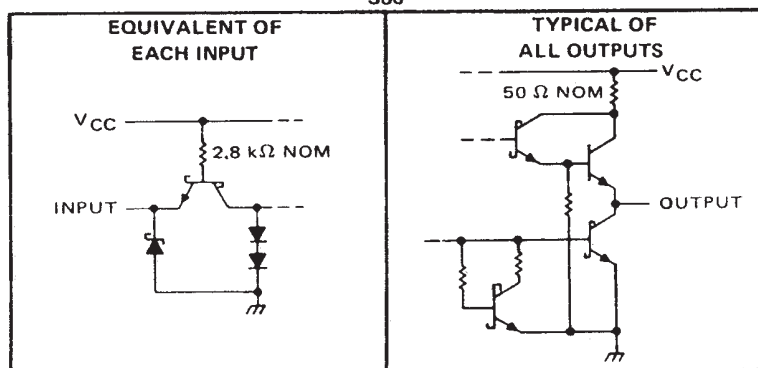 EQUIVALENT OF
EACH INPUT
VCC
2.8 kΩ NOM
INPUT
TYPICAL OF
ALL OUTPUTS
VCC
50 Ω NOM
OUTPUT